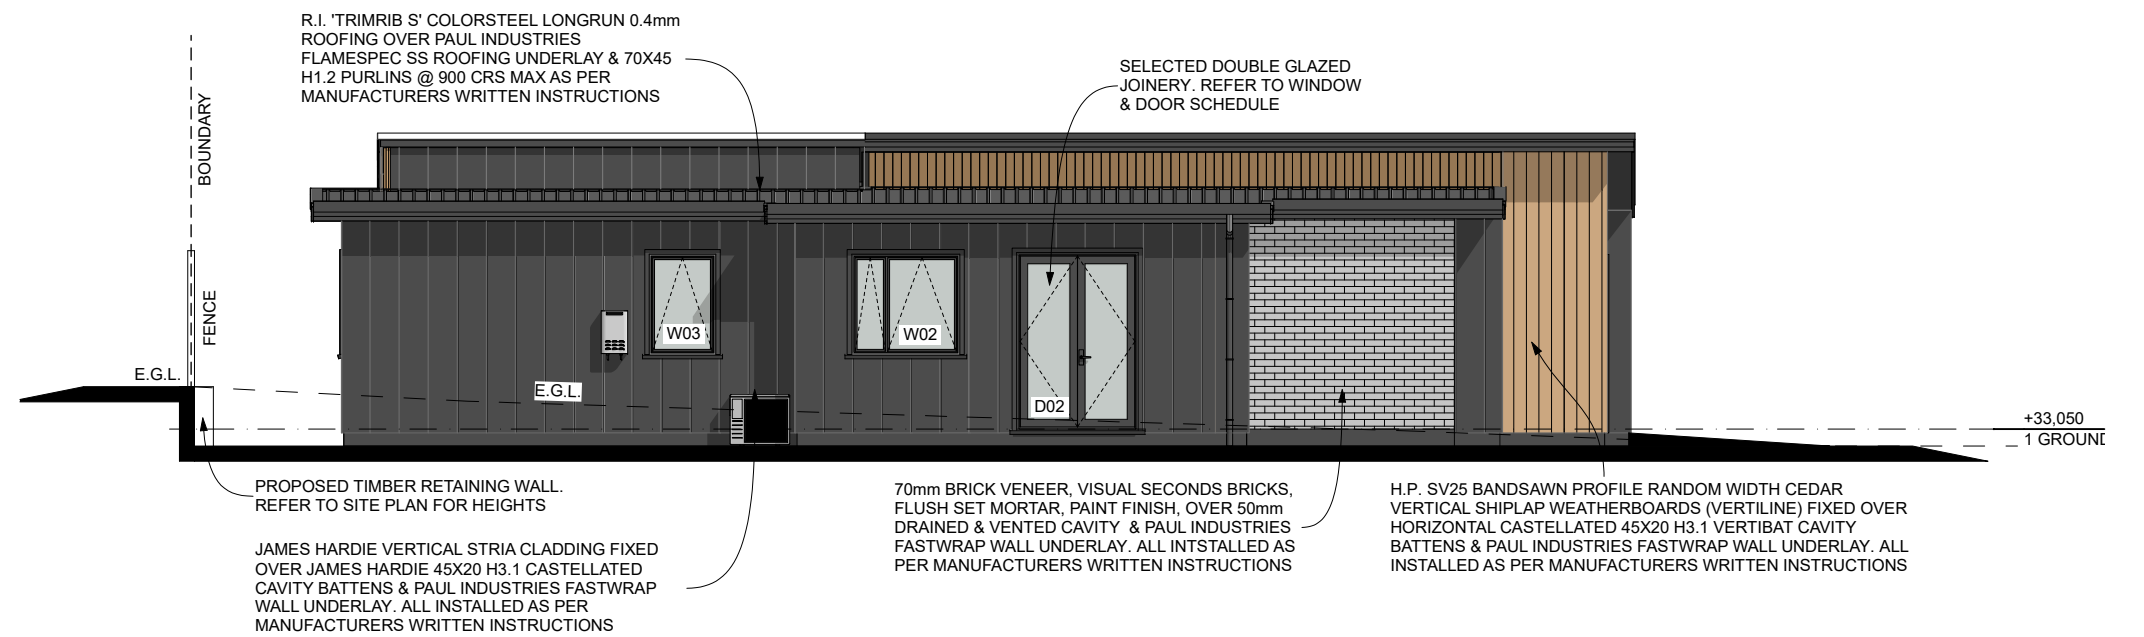 R.I. 'TRIMRIB S' COLORSTEEL LONGRUN 0.4mm
ROOFING OVER PAUL INDUSTRIES
FLAMESPEC SS ROOFING UNDERLAY & 70X45
H1.2 PURLINS @ 900 CRS MAX AS PER
MANUFACTURERS WRITTEN INSTRUCTIONS
SELECTED DOUBLE GLAZED
JOINERY. REFER TO WINDOW
& DOOR SCHEDULE
BOUNDARY
FENCE
E.G.L.
E.G.L.
W03
W02
D02
+33,050
1 GROUND
PROPOSED TIMBER RETAINING WALL.
REFER TO SITE PLAN FOR HEIGHTS
JAMES HARDIE VERTICAL STRIA CLADDING FIXED
OVER JAMES HARDIE 45X20 H3.1 CASTELLATED
CAVITY BATTENS & PAUL INDUSTRIES FASTWRAP
WALL UNDERLAY. ALL INSTALLED AS PER
MANUFACTURERS WRITTEN INSTRUCTIONS
70mm BRICK VENEER, VISUAL SECONDS BRICKS,
FLUSH SET MORTAR, PAINT FINISH, OVER 50mm
DRAINED & VENTED CAVITY & PAUL INDUSTRIES
FASTWRAP WALL UNDERLAY. ALL INTSTALLED AS
PER MANUFACTURERS WRITTEN INSTRUCTIONS
H.P. SV25 BANDSAWN PROFILE RANDOM WIDTH CEDAR
VERTICAL SHIPLAP WEATHERBOARDS (VERTILINE) FIXED OVER
HORIZONTAL CASTELLATED 45X20 H3.1 VERTIBAT CAVITY
BATTENS & PAUL INDUSTRIES FASTWRAP WALL UNDERLAY. ALL
INSTALLED AS PER MANUFACTURERS WRITTEN INSTRUCTIONS